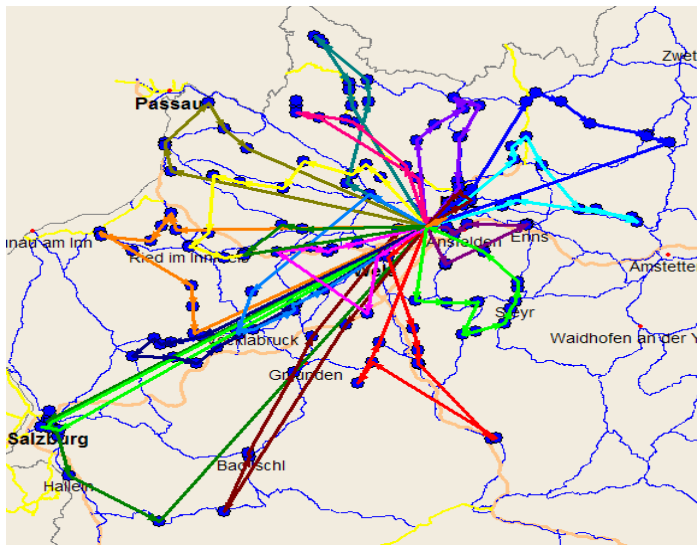 Zwet
Passau
Enns
Ansfelden
unau am Inn
Ried im Innkreis
Wels
Amstette
Steyr
Waidhofen an der Y
Vöcklabruck
Gmunden
Salzburg
Bad Ischl
Hallein